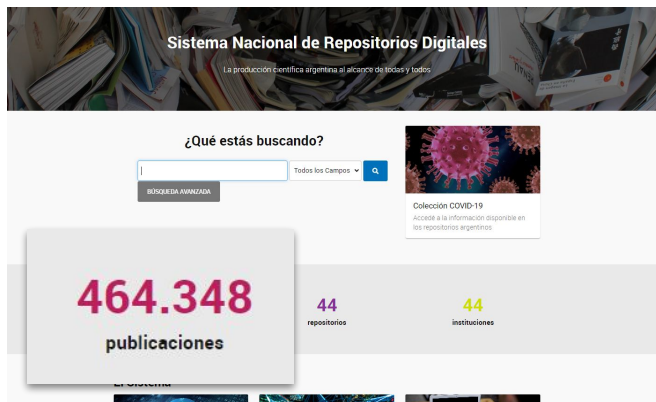 Sistema Nacional de Repositorios Digitales
La producción científica argentina al alcance de todas y todos
¿Qué estás buscando?
Todos los Campos
BÚSQUEDA AVANZADA
Colección COVID-19
Accedé a la información disponible en
los repositorios argentinos
464.348
publicaciones
44
repositorios
44
instituciones
El Sistema